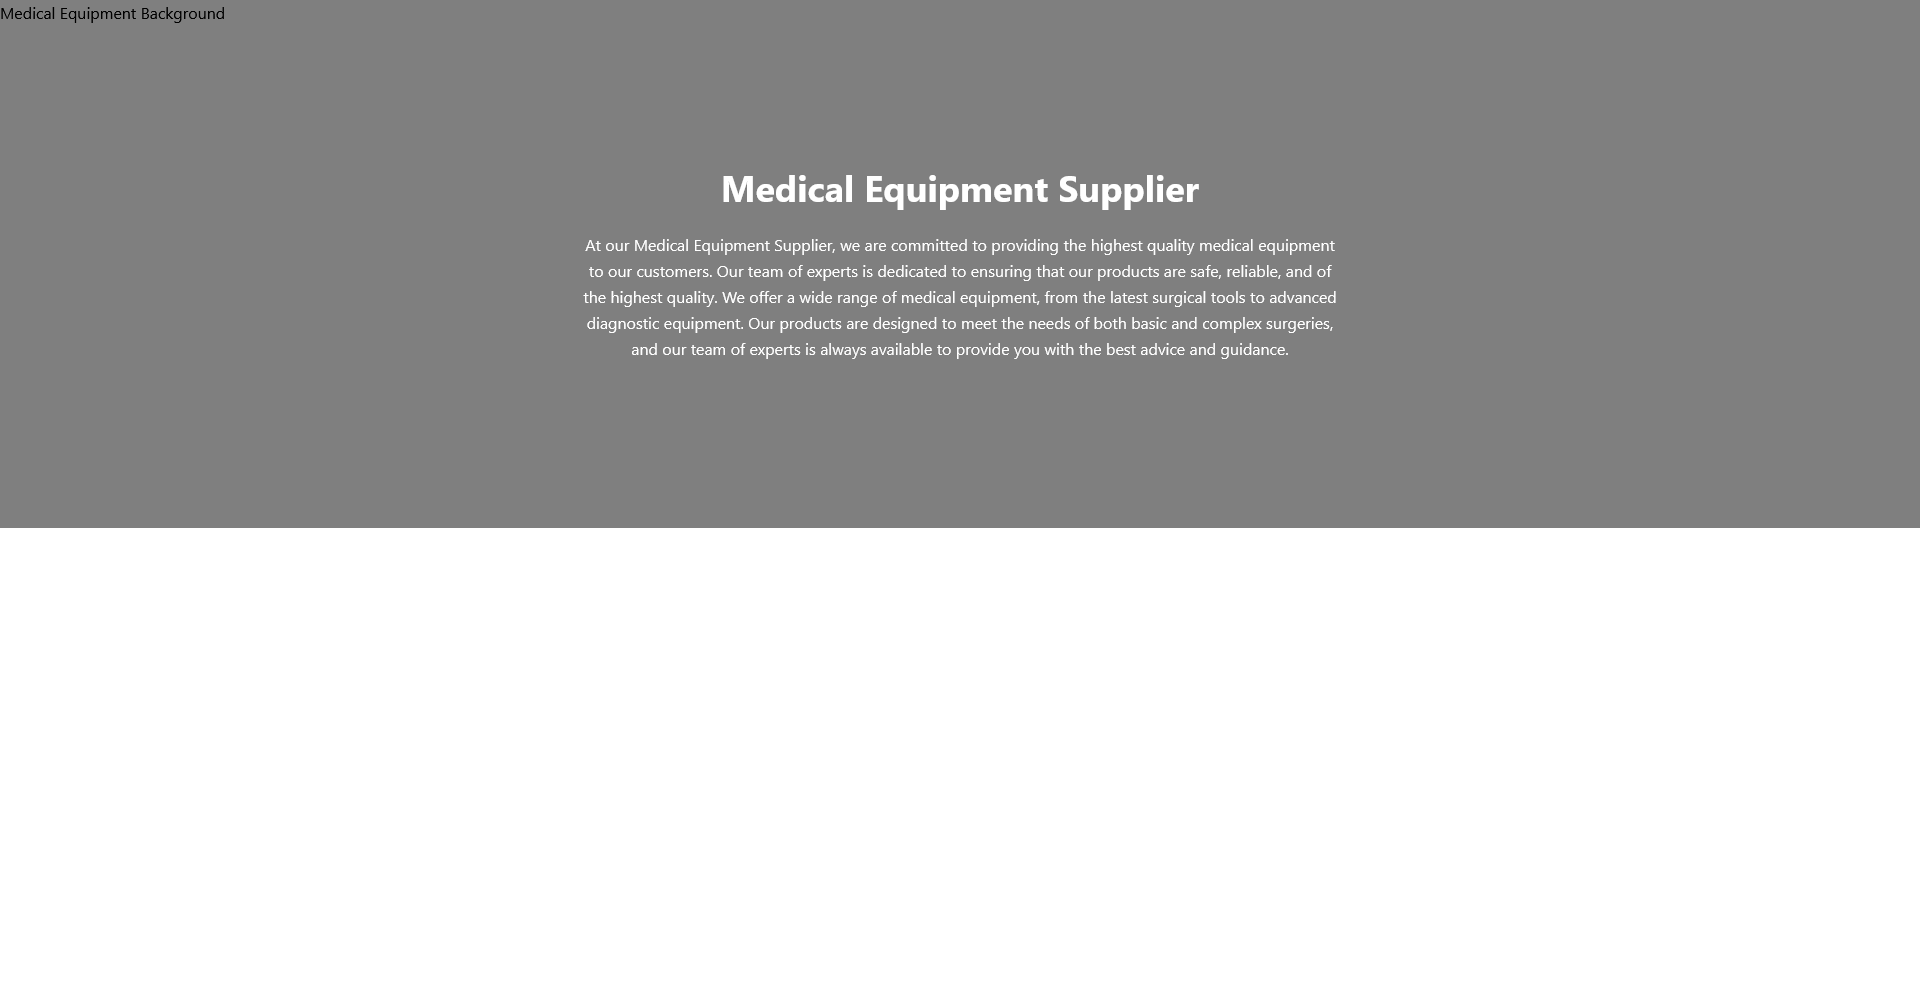 Medical Equipment Background
Medical Equipment Supplier
At our Medical Equipment Supplier, we are committed to providing the highest quality medical equipment
to our customers. Our team of experts is dedicated to ensuring that our products are safe, reliable, and of
the highest quality. We offer a wide range of medical equipment, from the latest surgical tools to advanced
diagnostic equipment. Our products are designed to meet the needs of both basic and complex surgeries,
and our team of experts is always available to provide you with the best advice and guidance.